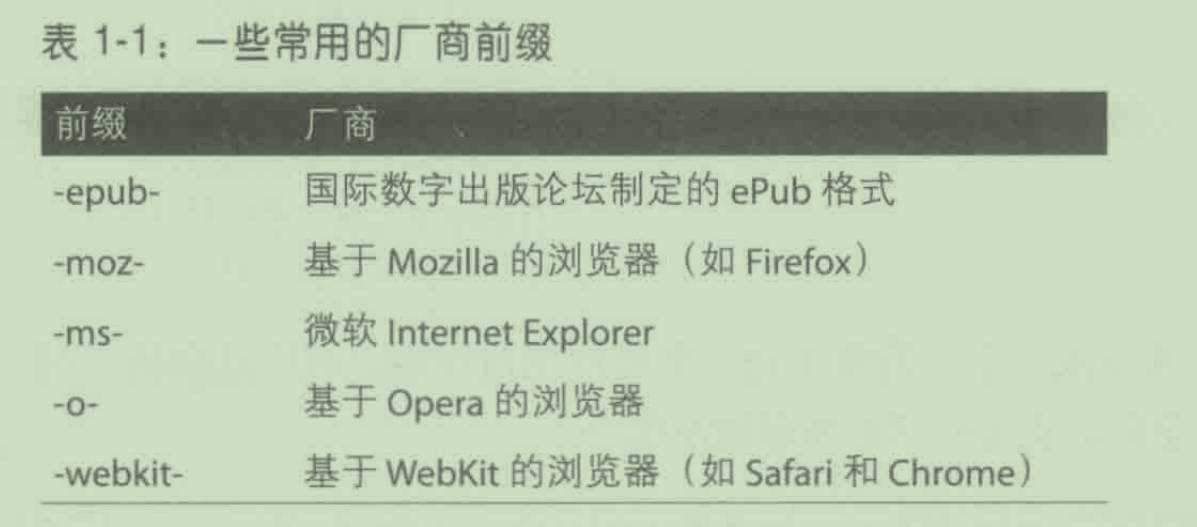 表 1-1：一些常用的厂商前缀
前缀 厂商
-epub- 国际数字出版论坛制定的 ePub 格式
-moz- 基于 Mozilla 的浏览器（如 Firefox）
-ms- 微软 Internet Explorer
-o- 基于 Opera 的浏览器
-webkit- 基于 WebKit 的浏览器（如 Safari 和 Chrome）